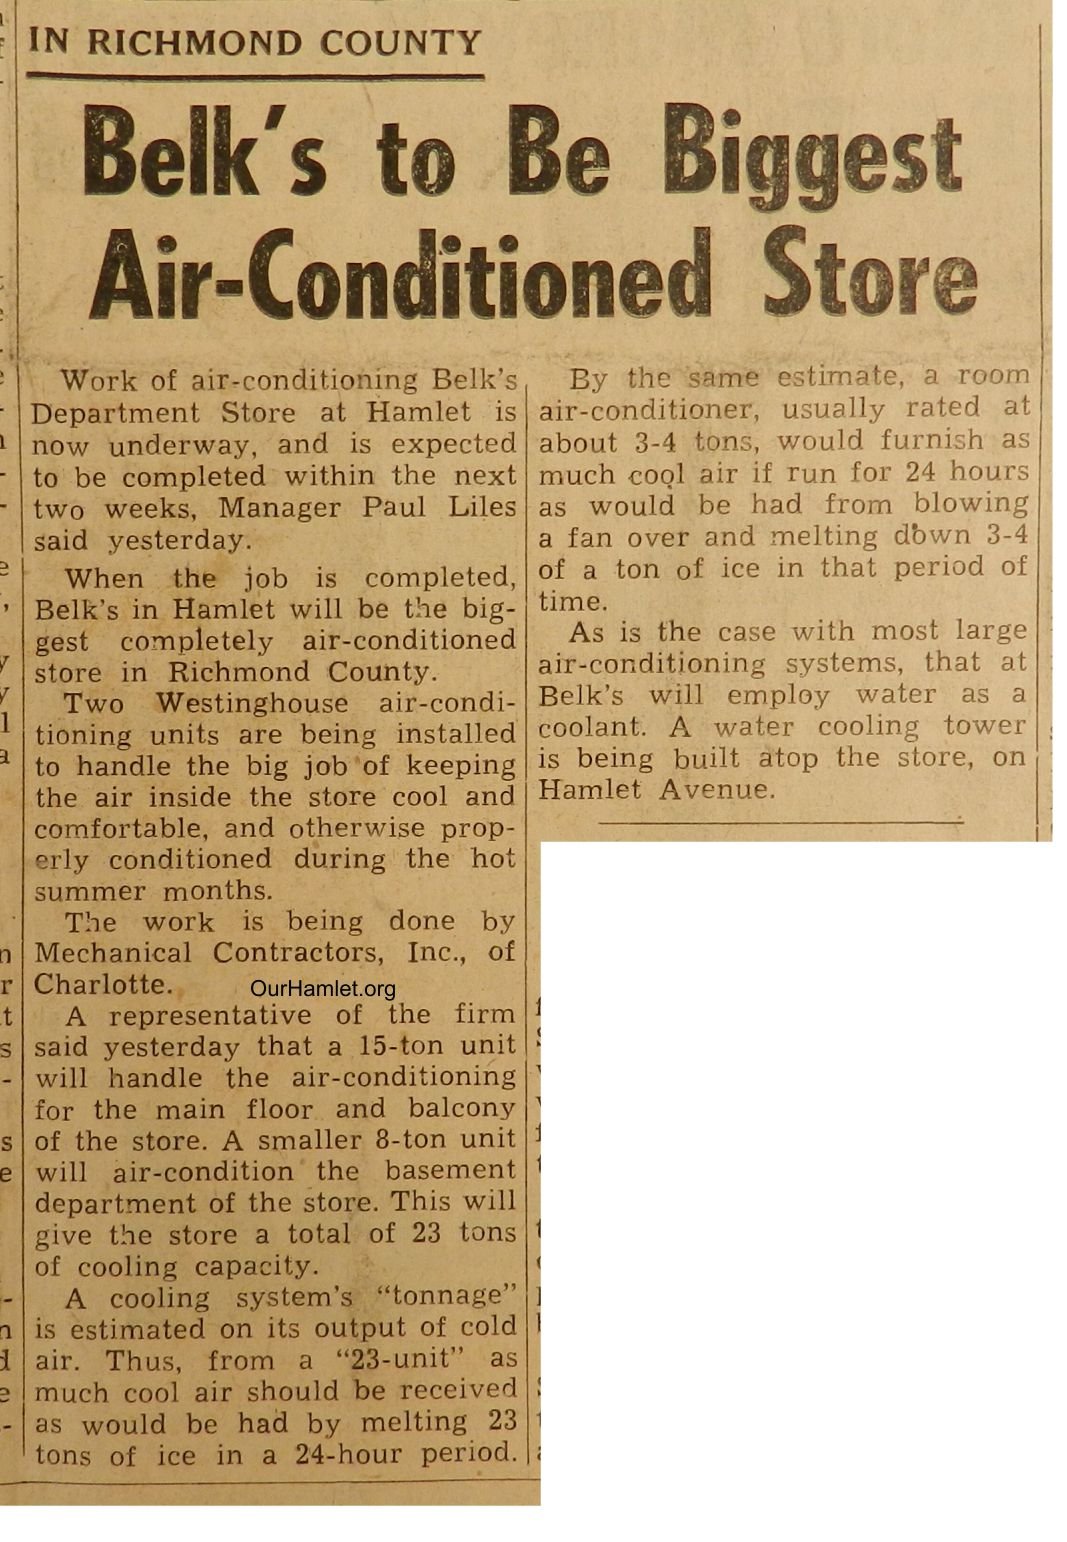 IN RICHMOND COUNTY
Belk's to Be Biggest
Air-Conditioned Store
Work of air-conditioning Belk's
Department Store at Hamlet is
now underway, and is expected
to be completed within the next
two weeks, Manager Paul Liles
said yesterday.
When the job is completed,
Belk's in Hamlet will be the big-
gest completely air-conditioned
store in Richmond County.
Two Westinghouse air-condi-
tioning units are being installed
to handle the big job of keeping
the air inside the store cool and
comfortable, and otherwise prop-
erly conditioned during the hot
summer months.
The work is being done by
Mechanical Contractors, Inc., of
Charlotte.
OurHamlet.org
A representative of the firm
said yesterday that a 15-ton unit
will handle the air-conditioning
for the main floor and balcony
of the store. A smaller 8-ton unit
will air-condition the basement
department of the store. This will
give the store a total of 23 tons
of cooling capacity.
A cooling system's "tonnage"
is estimated on its output of cold
air. Thus, from a "23-unit" as
much cool air should be received
as would be had by melting 23
tons of ice in a 24-hour period.
By the same estimate, a room
air-conditioner, usually rated at
about 3-4 tons, would furnish as
much cool air if run for 24 hours
as would be had from blowing
a fan over and melting down 3-4
of a ton of ice in that period of
time.
As is the case with most large
air-conditioning systems, that at
Belk's will employ water as a
coolant. A water cooling tower
is being built atop the store, on
Hamlet Avenue.